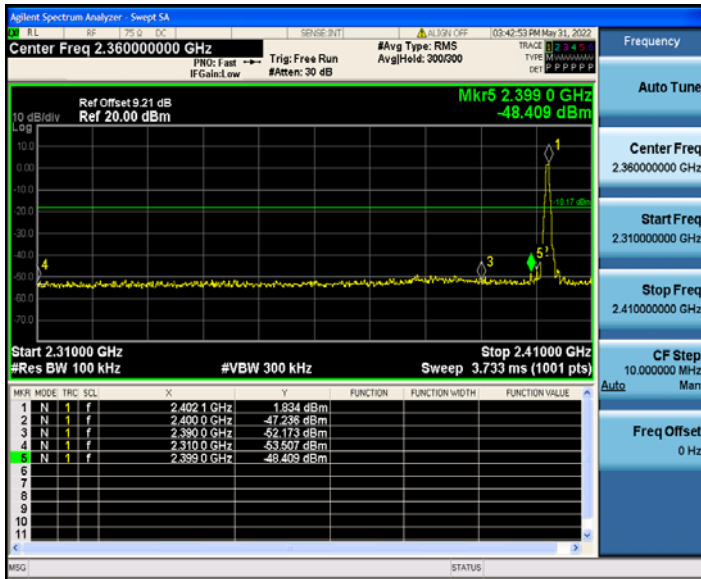 Agilent Spectrum Analyzer - Swept SA
RL RF 75 Ω DC SENSE:INT ALIGN OFF 03:42:53 PM May 31, 2022
Center Freq 2.360000000 GHz
PNO: Fast
IFGain:Low
Trig: Free Run
#Atten: 30 dB
#Avg Type: RMS
Avg|Hold: 300/300
TRACE 1 2 3 4 5 6
TYPE M
DET P P P P P P
Frequency
Auto Tune
Center Freq
2.360000000 GHz
Start Freq
2.310000000 GHz
Stop Freq
2.410000000 GHz
CF Step
10.000000 MHz
Auto Man
Freq Offset
0 Hz
Mkr5 2.399 0 GHz
-48.409 dBm
Ref Offset 9.21 dB
10 dB/div Ref 20.00 dBm
Log
10.0
0.00
-10.0
-20.0
-30.0
-40.0
-50.0
-60.0
-70.0
1
-18.17 dBm
4
3
5
2
Start 2.31000 GHz Stop 2.41000 GHz
#Res BW 100 kHz #VBW 300 kHz Sweep 3.733 ms (1001 pts)
MKR MODE TRC SCL X Y FUNCTION FUNCTION WIDTH FUNCTION VALUE
1 N 1 f 2.402 1 GHz 1.834 dBm
2 N 1 f 2.400 0 GHz -47.236 dBm
3 N 1 f 2.390 0 GHz -52.173 dBm
4 N 1 f 2.310 0 GHz -53.507 dBm
5 N 1 f 2.399 0 GHz -48.409 dBm
6
7
8
9
10
11
MSG STATUS